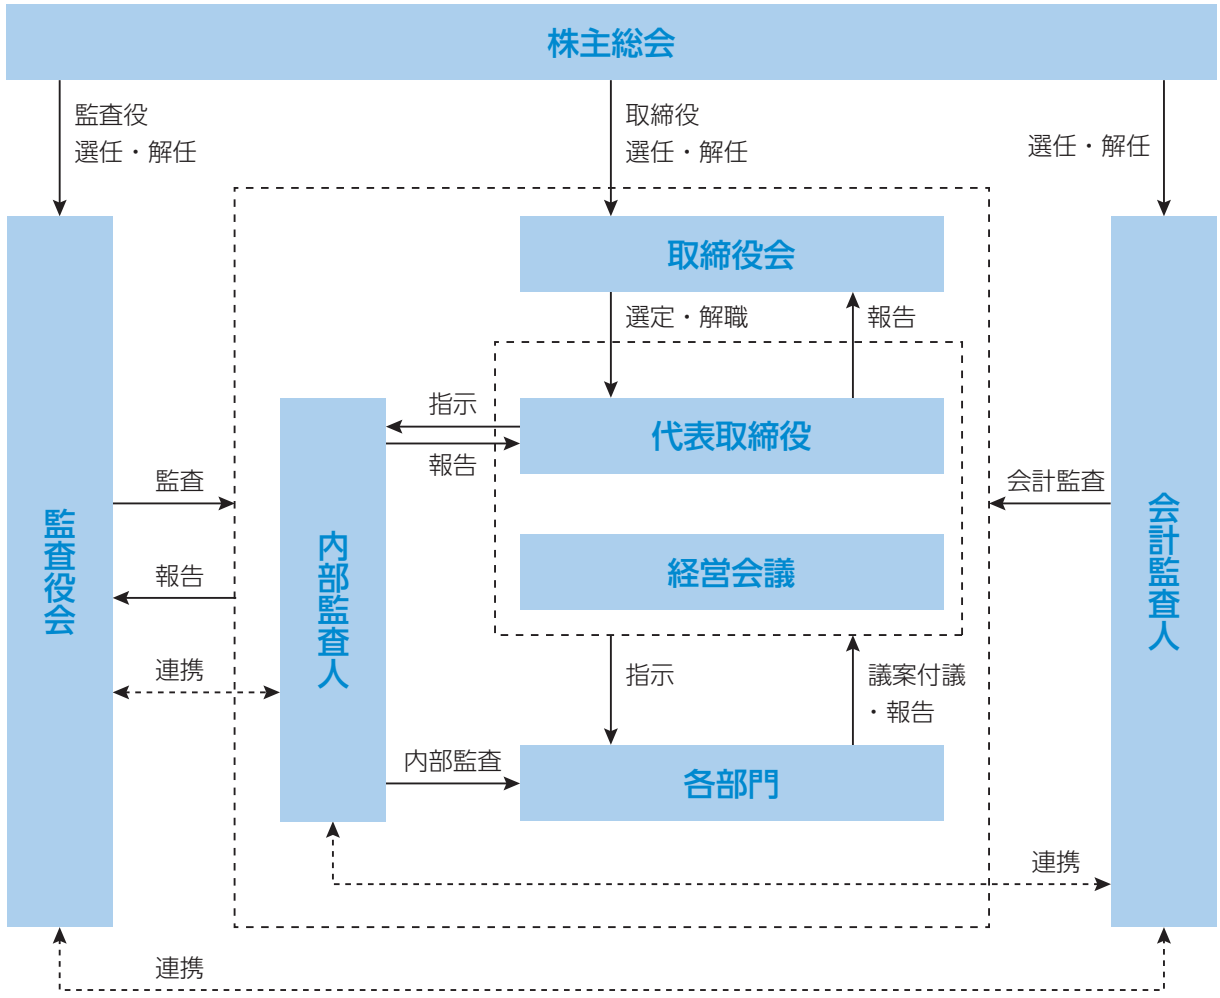 株主総会
監査役
選任・解任
取締役
選任・解任
選任・解任
取締役会
選定・解職
報告
指示
報告
代表取締役
監査
報告
連携
監査役会
内部監査人
経営会議
会計監査
会計監査人
指示
議案付議
・報告
内部監査
各部門
連携
連携